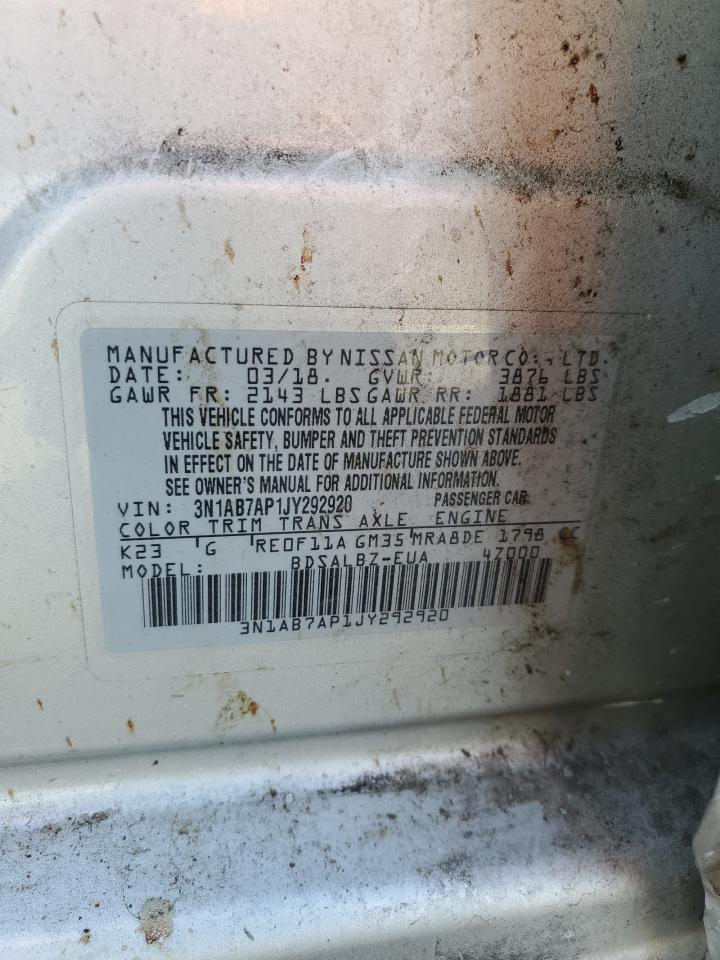 MANUFACTURED BY NISSAN MOTOR CO., LTD.
DATE: 03/18. GVWR: 3876 LBS
GAWR FR: 2143 LBS GAWR RR: 1881 LBS
THIS VEHICLE CONFORMS TO ALL APPLICABLE FEDERAL MOTOR
VEHICLE SAFETY, BUMPER AND THEFT PREVENTION STANDARDS
IN EFFECT ON THE DATE OF MANUFACTURE SHOWN ABOVE.
SEE OWNER'S MANUAL FOR ADDITIONAL INFORMATION.
VIN: 3N1AB7AP1JY292920 PASSENGER CAR
COLOR TRIM TRANS AXLE ENGINE
K23 G RE0F11A GM35 MRA8DE 1798 CC
MODEL: BDSALBZ-EUA 47000
3N1AB7AP1JY292920